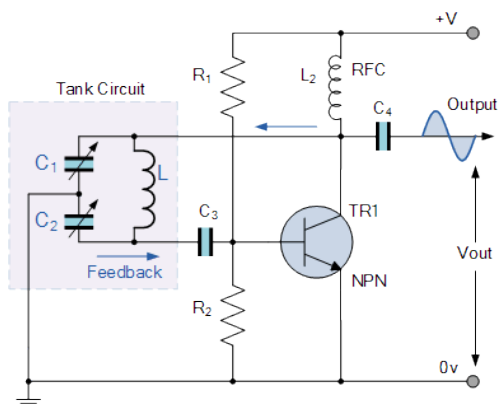 +V
R1
L2
RFC
Tank Circuit
C4
Output
C1
L
C2
C3
TR1
Feedback
Vout
NPN
R2
0v